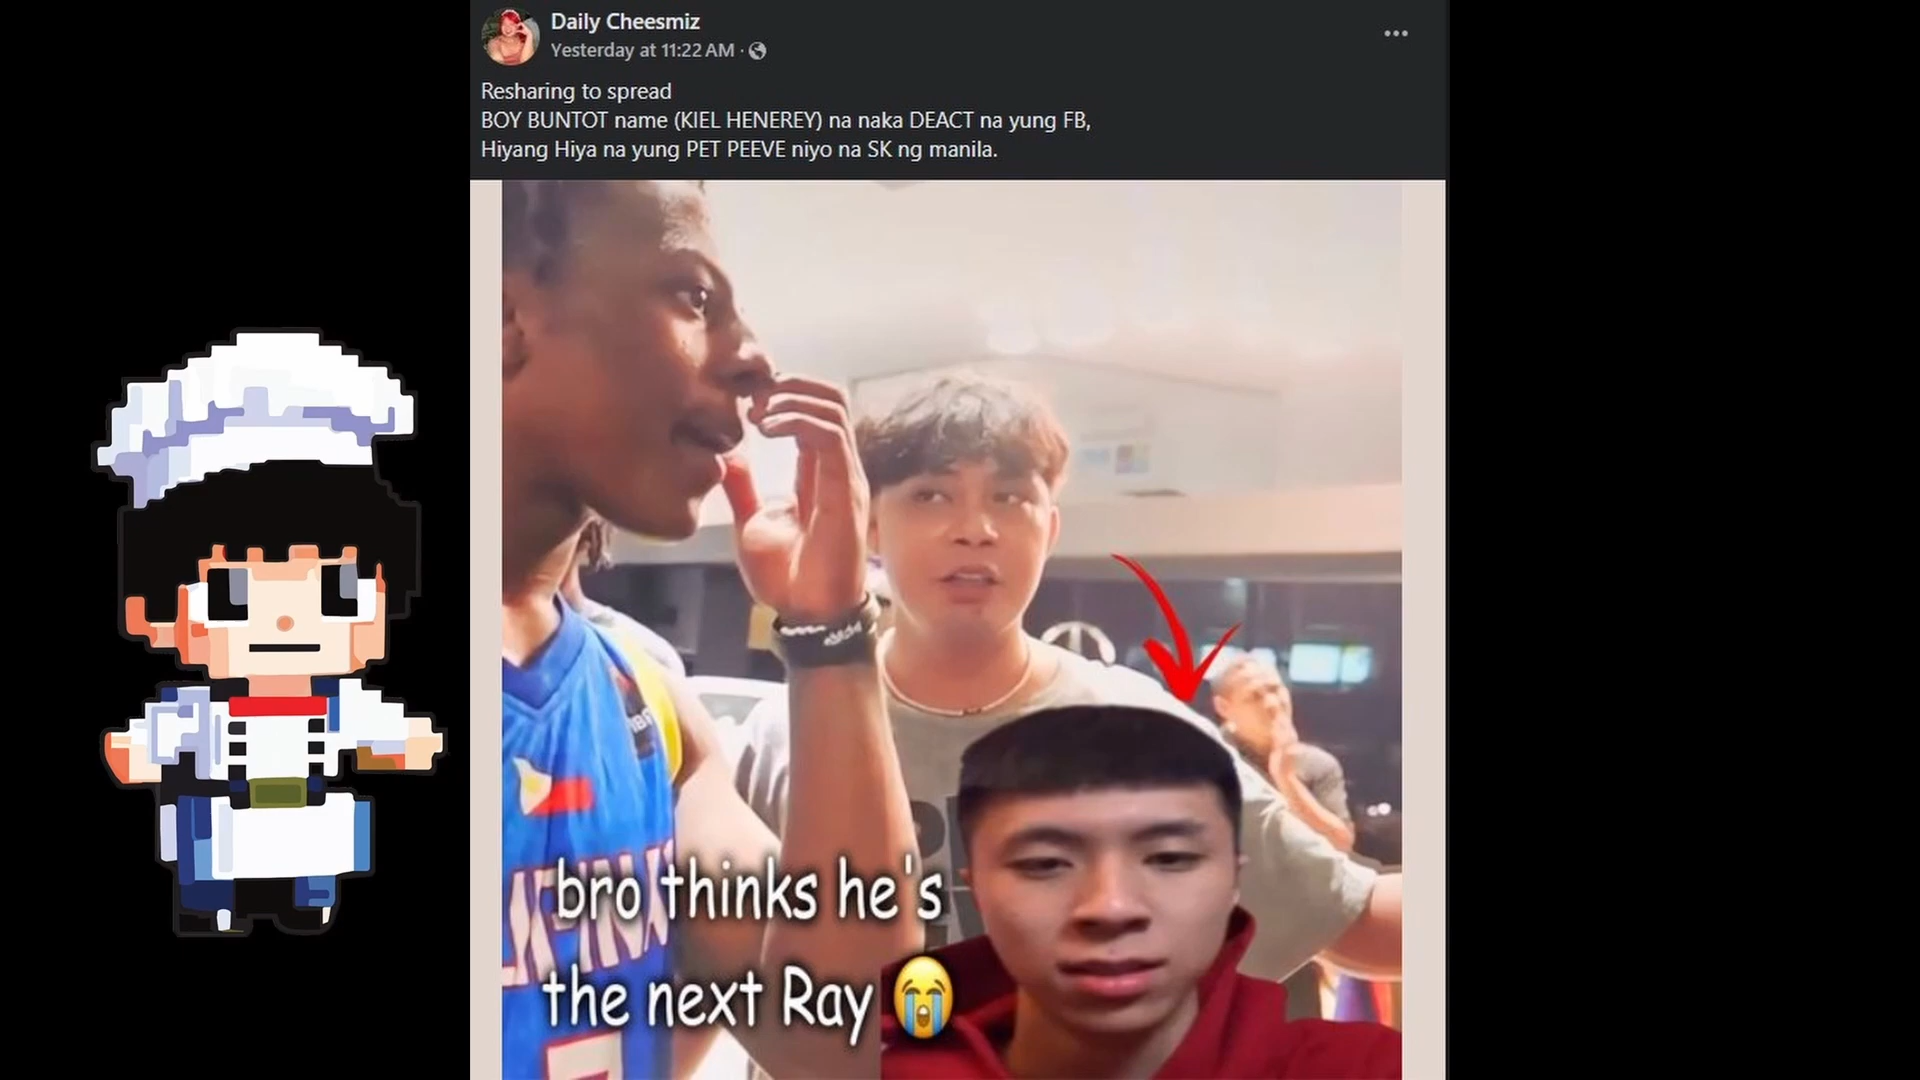 Daily Cheesmiz
Yesterday at 11:22 AM ·
Resharing to spread
BOY BUNTOT name (KIEL HENEREY) na naka DEACT na yung FB,
Hiyang Hiya na yung PET PEEVE niyo na SK ng manila.
bro thinks he's
the next Ray 😭